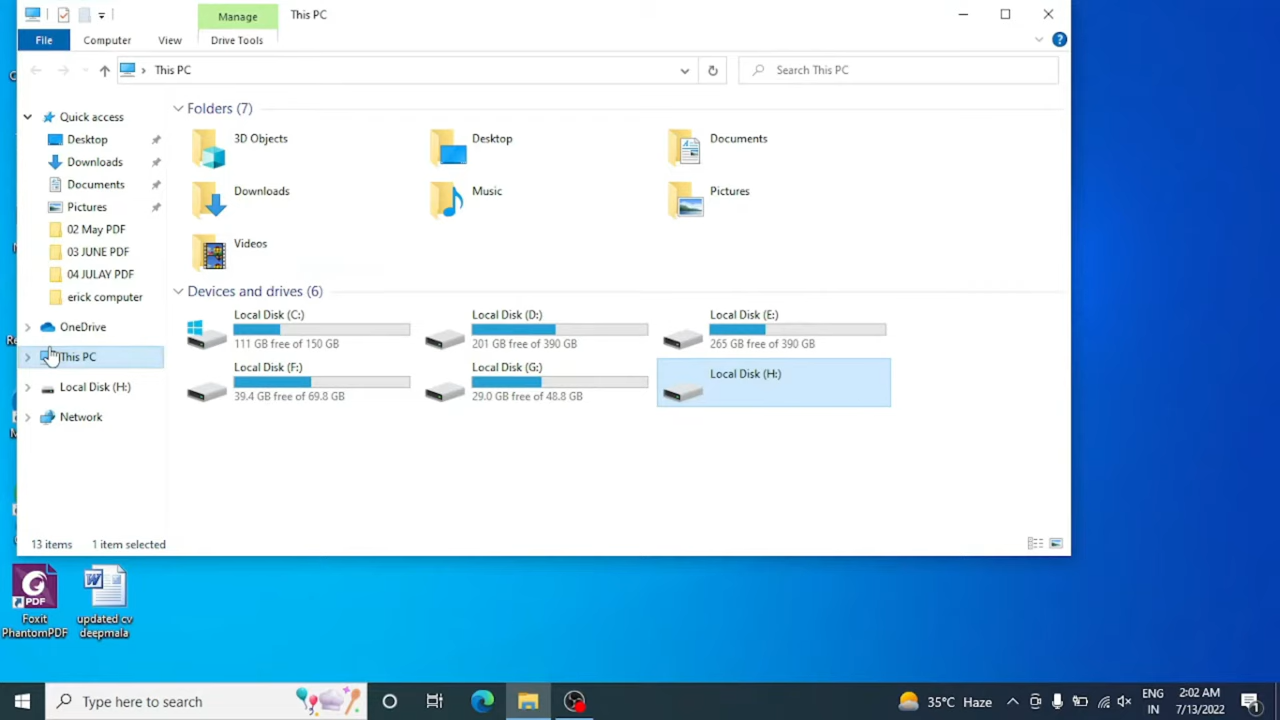 Manage
This PC
File
Computer
View
Drive Tools
This PC
Search This PC
Quick access
Desktop
Downloads
Documents
Pictures
02 May PDF
03 JUNE PDF
04 JULAY PDF
erick computer
OneDrive
This PC
Local Disk (H:)
Network
Folders (7)
3D Objects
Desktop
Documents
Downloads
Music
Pictures
Videos
Devices and drives (6)
Local Disk (C:)
111 GB free of 150 GB
Local Disk (D:)
201 GB free of 390 GB
Local Disk (E:)
265 GB free of 390 GB
Local Disk (F:)
39.4 GB free of 69.8 GB
Local Disk (G:)
29.0 GB free of 48.8 GB
Local Disk (H:)
13 items
1 item selected
PDF
Foxit
PhantomPDF
updated cv
deepmala
Type here to search
35°C Haze
ENG
IN
2:02 AM
7/13/2022
1